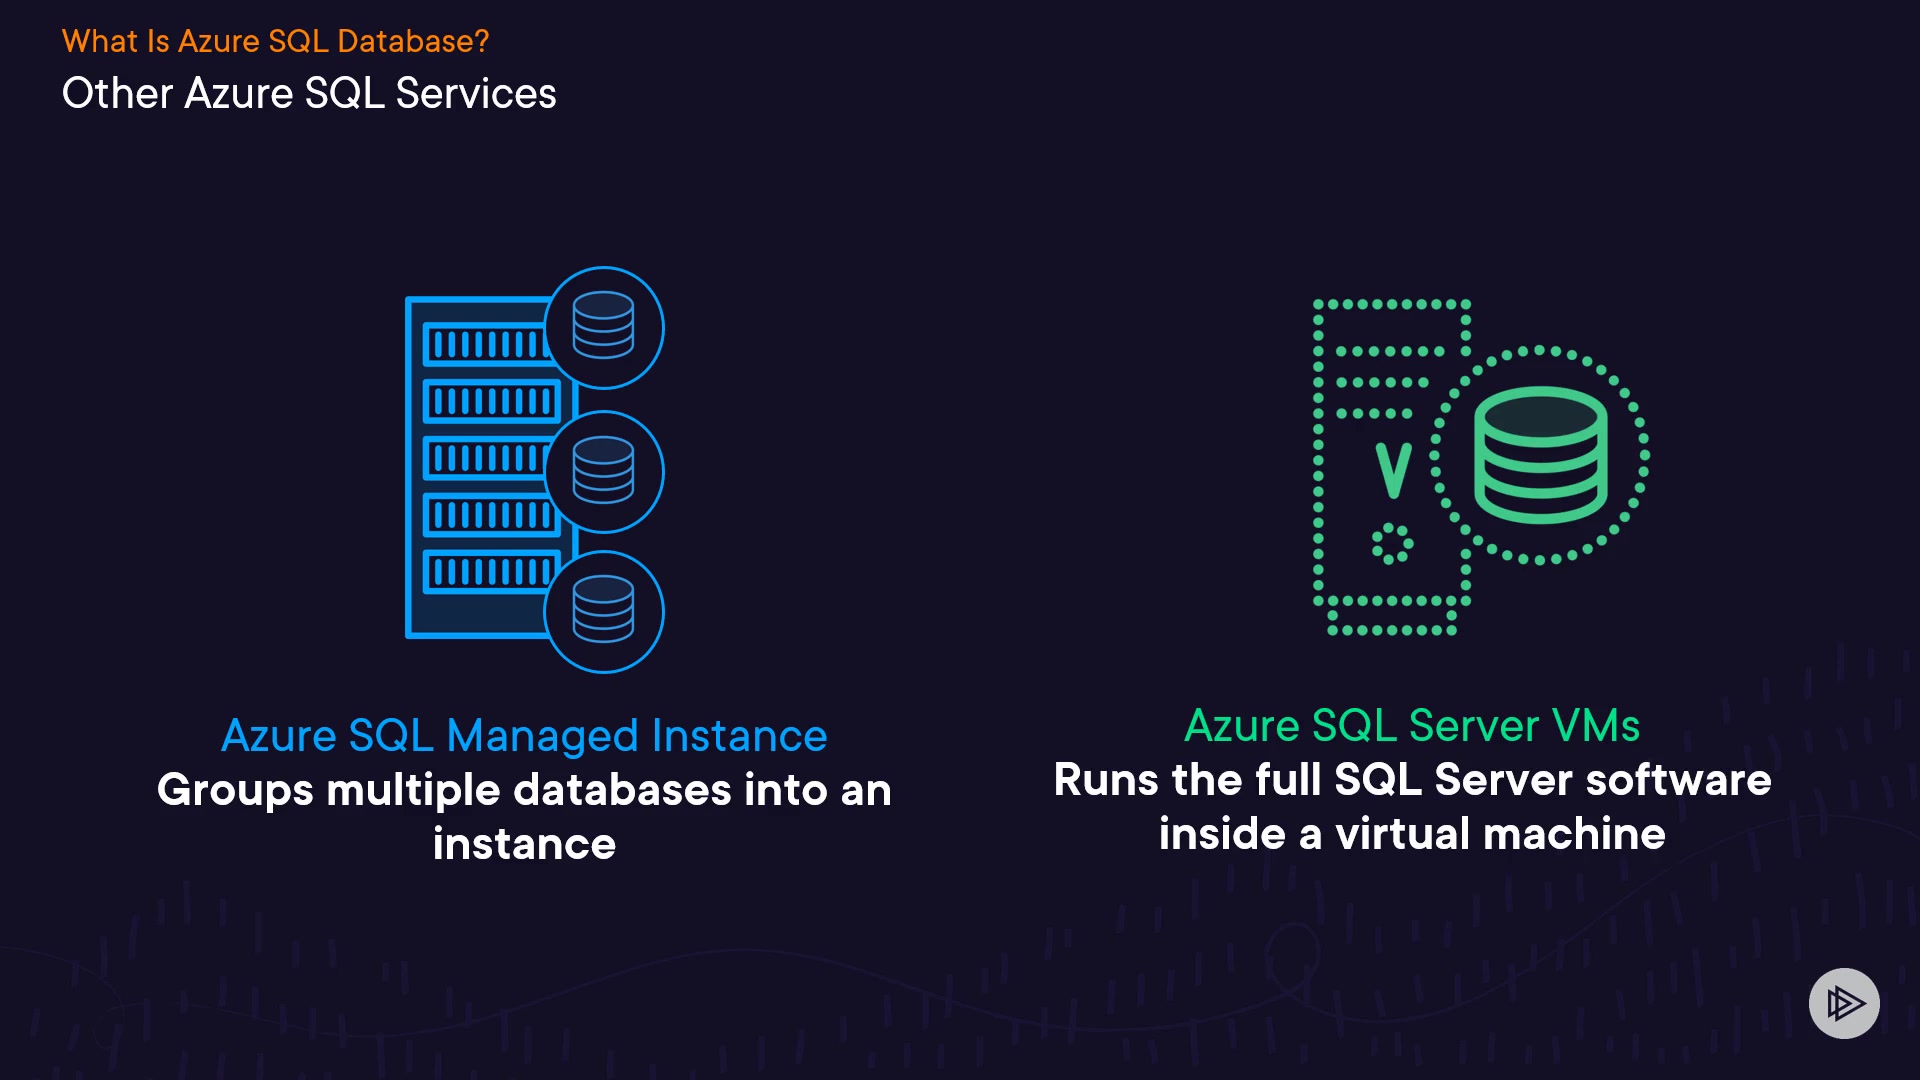 What Is Azure SQL Database?
Other Azure SQL Services
Azure SQL Managed Instance
Groups multiple databases into an
instance
Azure SQL Server VMs
Runs the full SQL Server software
inside a virtual machine